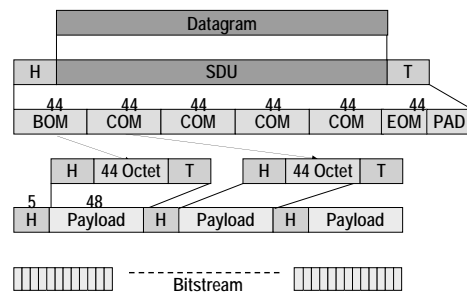 Datagram
H SDU T
44 44 44 44 44 44
BOM COM COM COM COM EOM PAD
H 44 Octet T H 44 Octet T
5 48
H Payload H Payload H Payload
Bitstream